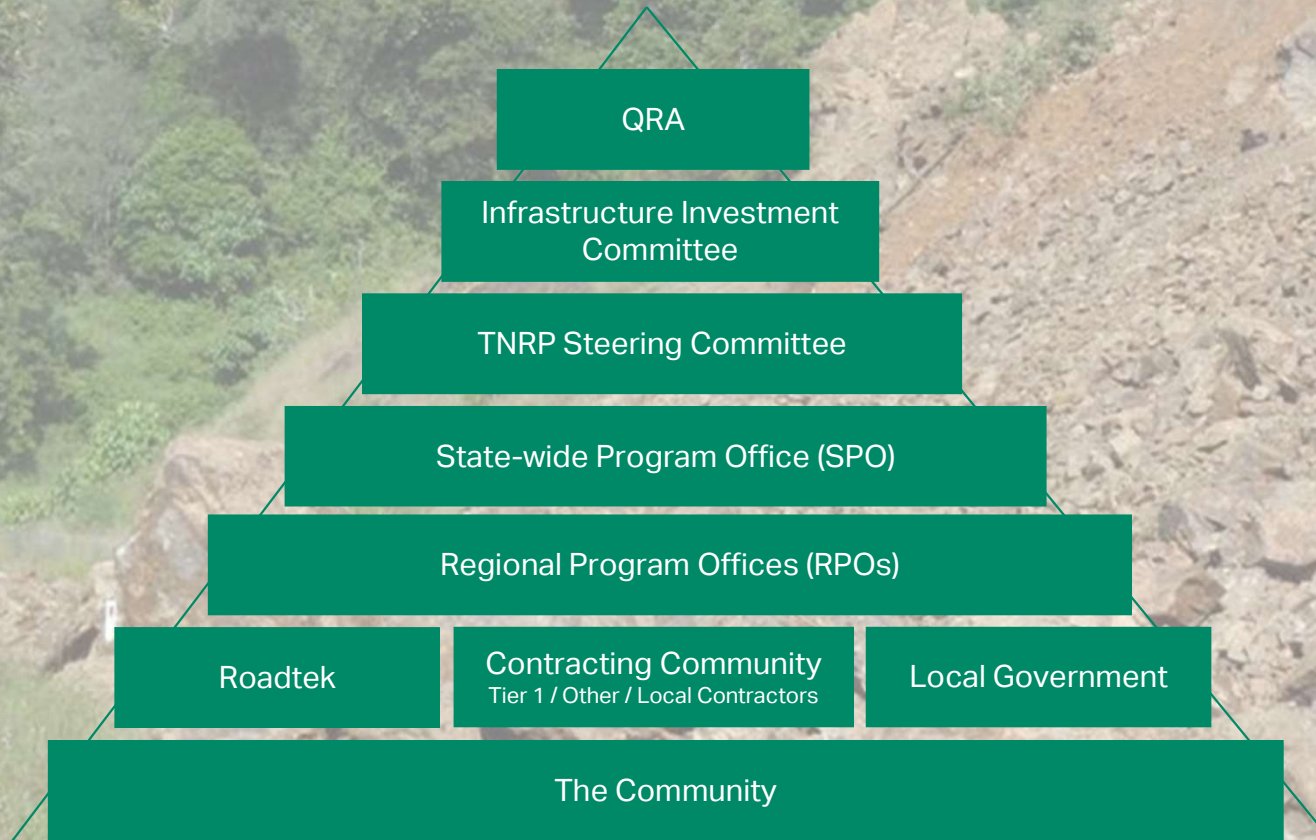 QRA
Infrastructure Investment
Committee
TNRP Steering Committee
State-wide Program Office (SPO)
Regional Program Offices (RPOs)
Roadtek
Contracting Community
Tier 1 / Other / Local Contractors
Local Government
The Community